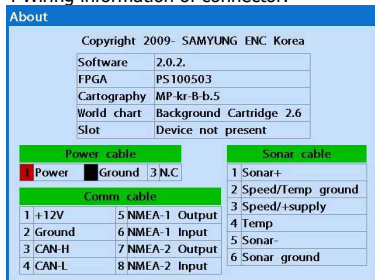 4 Wiring information of connector.
About
Copyright 2009- SAMYUNG ENC Korea
Software 2.0.2.
FPGA PS100503
Cartography MP-kr-B-b.5
World chart Background Cartridge 2.6
Slot Device not present
Power cable
1 Power Ground 3 N.C
Comm cable
1 +12V 5 NMEA-1 Output
2 Ground 6 NMEA-1 Input
3 CAN-H 7 NMEA-2 Output
4 CAN-L 8 NMEA-2 Input
Sonar cable
1 Sonar+
2 Speed/Temp ground
3 Speed/+supply
4 Temp
5 Sonar-
6 Sonar ground